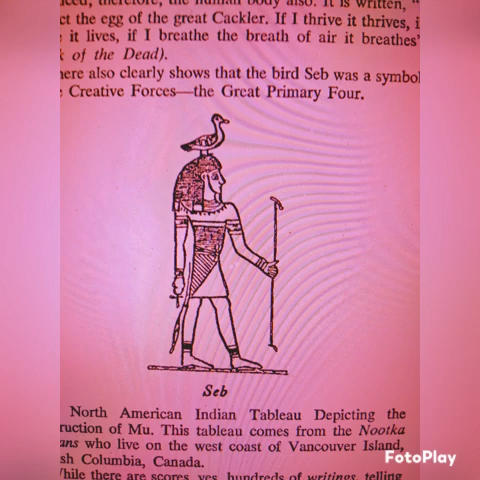 therefore, the human body also. It is written, "
ct the egg of the great Cackler. If I thrive it thrives, i
it lives, if I breathe the breath of air it breathes'
k of the Dead).
here also clearly shows that the bird Seb was a symbol
Creative Forces—the Great Primary Four.
Seb
North American Indian Tableau Depicting the
ruction of Mu. This tableau comes from the Nootka
ans who live on the west coast of Vancouver Island,
sh Columbia, Canada.
While there are scores, yes, hundreds of writings, telling
FotoPlay